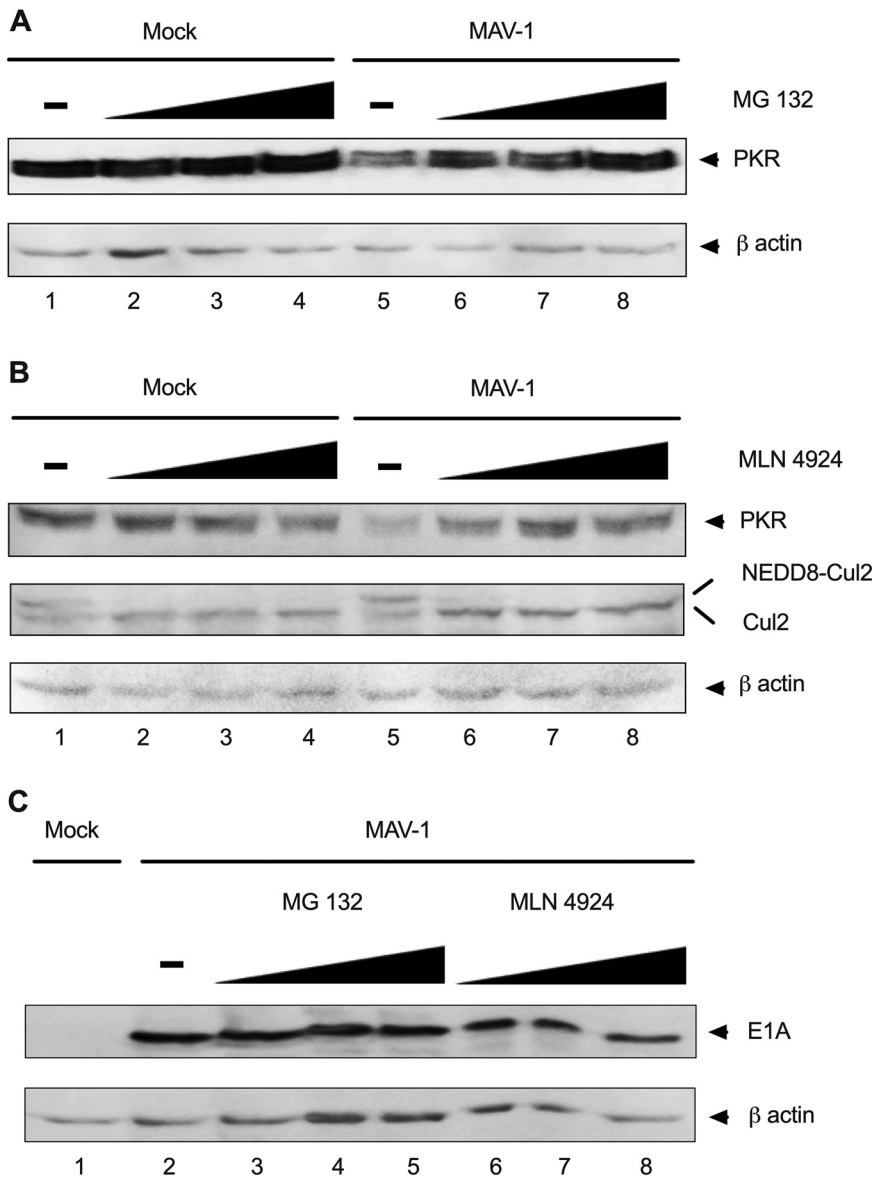 A
Mock MAV-1
MG 132
PKR
β actin
1 2 3 4 5 6 7 8
B
Mock MAV-1
MLN 4924
PKR
NEDD8-Cul2
Cul2
β actin
1 2 3 4 5 6 7 8
C
Mock MAV-1
MG 132 MLN 4924
E1A
β actin
1 2 3 4 5 6 7 8